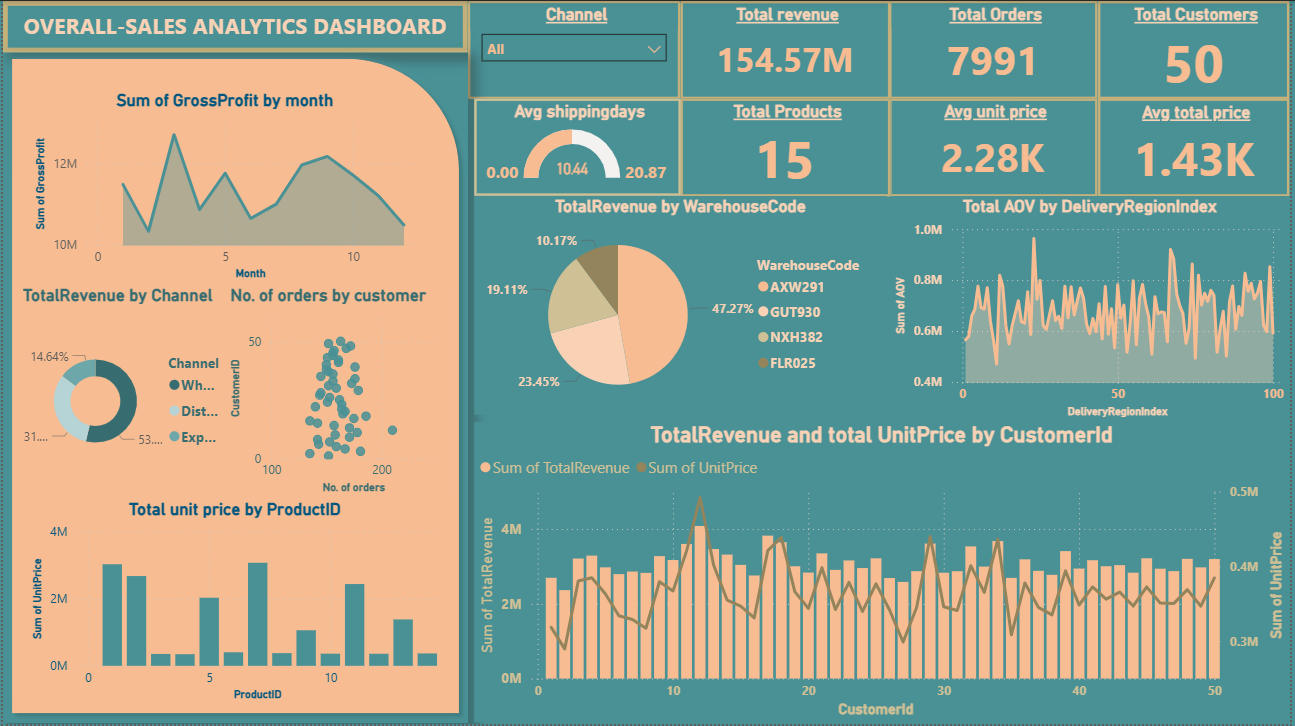 OVERALL-SALES ANALYTICS DASHBOARD
Channel
All
Total revenue
154.57M
Total Orders
7991
Total Customers
50
Avg shippingdays
0.00
10.44
20.87
Total Products
15
Avg unit price
2.28K
Avg total price
1.43K
Sum of GrossProfit by month
Sum of GrossProfit
12M
10M
0 5 10
Month
TotalRevenue by Channel
14.64%
31....
53....
Channel
Wh...
Dist...
Exp...
No. of orders by customer
CustomerID
50
0
100 200
No. of orders
Total unit price by ProductID
Sum of UnitPrice
4M
2M
0M
0 5 10
ProductID
TotalRevenue by WarehouseCode
10.17%
19.11%
47.27%
23.45%
WarehouseCode
AXW291
GUT930
NXH382
FLR025
Total AOV by DeliveryRegionIndex
Sum of AOV
1.0M
0.8M
0.6M
0.4M
0 50 100
DeliveryRegionIndex
TotalRevenue and total UnitPrice by CustomerId
Sum of TotalRevenue Sum of UnitPrice
Sum of TotalRevenue
4M
2M
0M
0.5M
0.4M
0.3M
Sum of UnitPrice
0 10 20 30 40 50
CustomerId